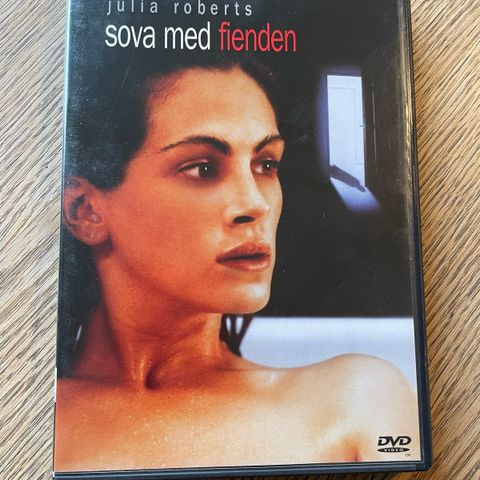 julia roberts
sova med fienden
DVD
VIDEO